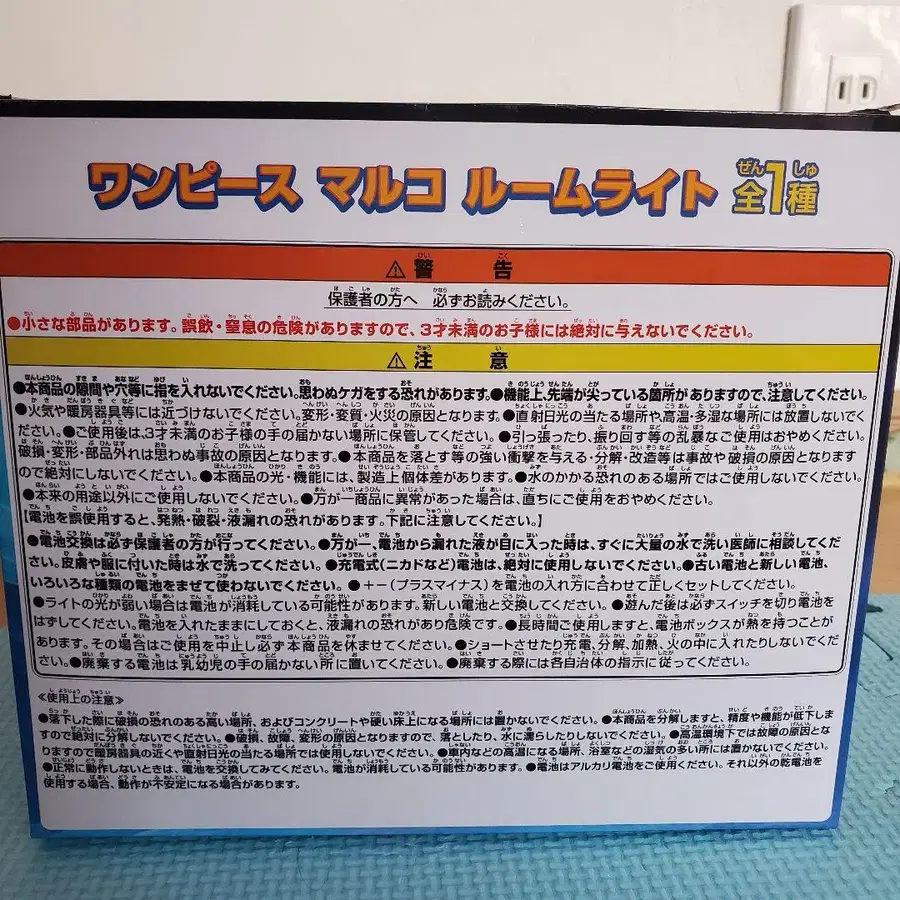 ワンピース マルコ ルームライト 全1種
⚠警告
保護者の方へ 必ずお読みください。
●小さな部品があります。誤飲・窒息の危険がありますので、3才未満のお子様には絶対に与えないでください。
⚠注意
●本商品の隙間や穴等に指を入れないでください。思わぬケガをする恐れがあります。●機能上、先端が尖っている箇所がありますので、注意してください。
●火気や暖房器具等には近づけないでください。変形・変質・火災の原因となります。●直射日光の当たる場所や、高温・多湿な場所には放置しないでく
ださい。●ご使用後は、3才未満のお子様の手の届かない場所に保管してください。●引っ張ったり、振り回す等の乱暴なご使用はおやめください。
破損・変形・部品外れは思わぬ事故の原因となります。●本商品を落とす等の強い衝撃を与える・分解・改造等は事故や破損の原因となります
ので絶対にしないでください。●本商品の光・機能には、製造上個体差があります。●水のかかる恐れのある場所ではご使用しないでください。
●本来の用途以外にご使用しないでください。●万が一商品に異常があった場合は、直ちにご使用をおやめください。
【電池を誤使用すると、発熱・破裂・液漏れの恐れがあります。下記に注意してください。】
●電池交換は必ず保護者の方が行ってください。●万が一、電池から漏れた液が目に入った時は、すぐに大量の水で洗い医師に相談してく
ださい。皮膚や服に付いた時は水で洗ってください。●充電式(ニカドなど)電池は、絶対に使用しないでください。●古い電池と新しい電池、
いろいろな種類の電池をまぜて使わないでください。●+−(プラスマイナス)を電池の入れ方に合わせて正しくセットしてください。
●ライトの光が弱い場合は電池が消耗している可能性があります。新しい電池と交換してください。●遊んだ後は必ずスイッチを切り電池を
はずしてください。電池を入れたままにしておくと、液漏れの恐れがあり危険です。●長時間ご使用しますと、電池ボックスが熱を持つことが
あります。その場合はご使用を中止し必ず本商品を休ませてください。●ショートさせたり充電、分解、加熱、火の中に入れたりしないでくだ
さい。●廃棄する電池は乳幼児の手の届かない所に置いてください。●廃棄する際には各自治体の指示に従ってください。
≪使用上の注意≫
●落下した際に破損の恐れのある高い場所、およびコンクリートや硬い床上になる場所には置かないでください。●本商品を分解しますと、精度や機能が低下しま
すので絶対に分解しないでください。●破損、故障、変形の原因となりますので、落としたり、水に濡らしたりしないでください。●高温環境下では故障の原因とな
りますので暖房器具の近くや直射日光の当たる場所では使用しないでください。●車内などの高温になる場所、浴室などの湿気の多い所には置かないでください。
●正常に動作しないときは、電池を交換してみてください。電池が消耗している可能性があります。●電池はアルカリ電池をご使用ください。それ以外の乾電池を
使用する場合、動作が不安定になる場合があります。